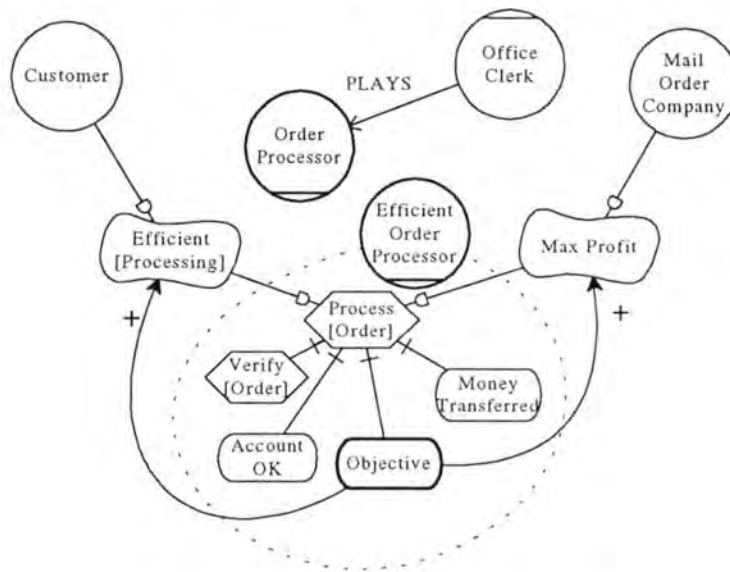 Customer
Office
Clerk
Mail
Order
Company
PLAYS
Order
Processor
Efficient
Order
Processor
Efficient
[Processing]
Max Profit
+
Process
[Order]
+
Verify
[Order]
Money
Transferred
Account
OK
Objective